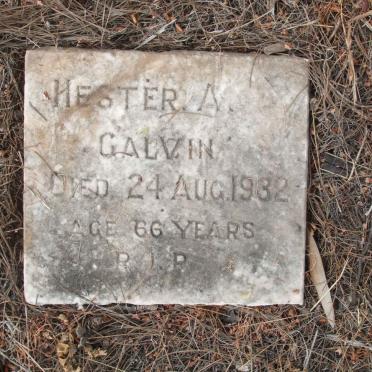 HESTER. A.
GALVIN
DIED 24 AUG. 1932
AGE 66 YEARS
R.I.P.